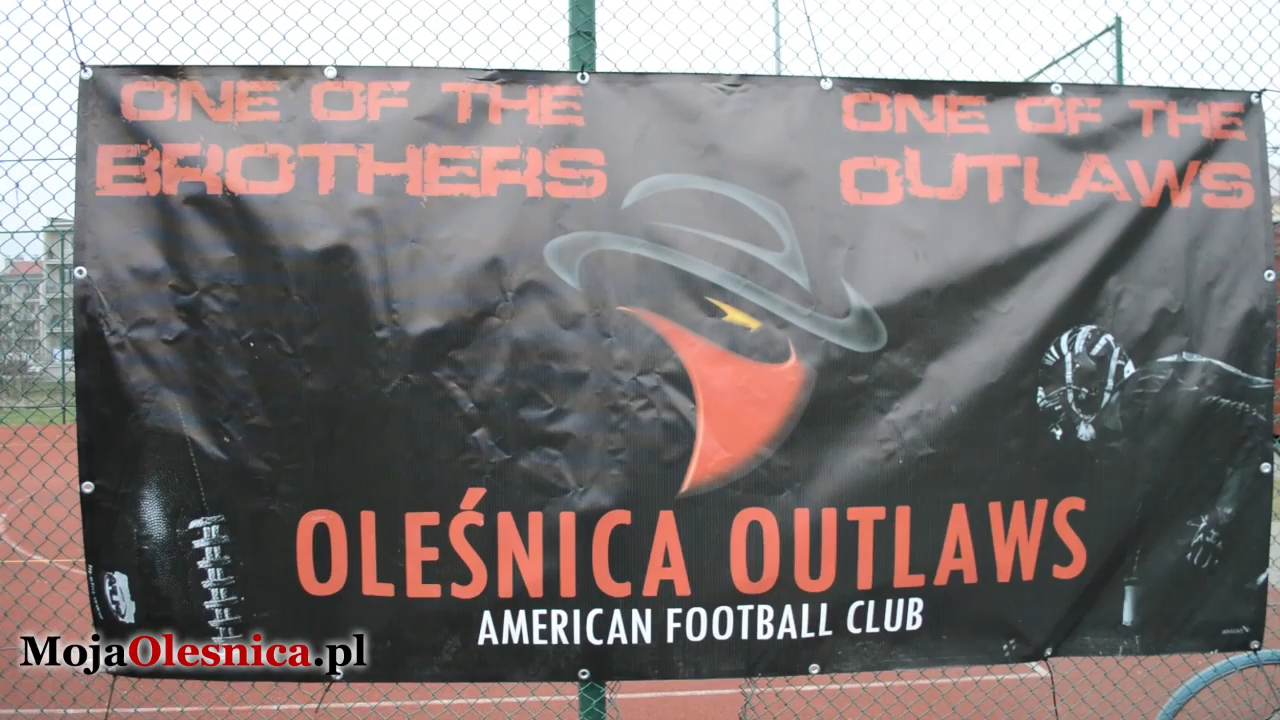 ONE OF THE
BROTHERS
ONE OF THE
OUTLAWS
OLEŚNICA OUTLAWS
AMERICAN FOOTBALL CLUB
MojaOlesnica.pl